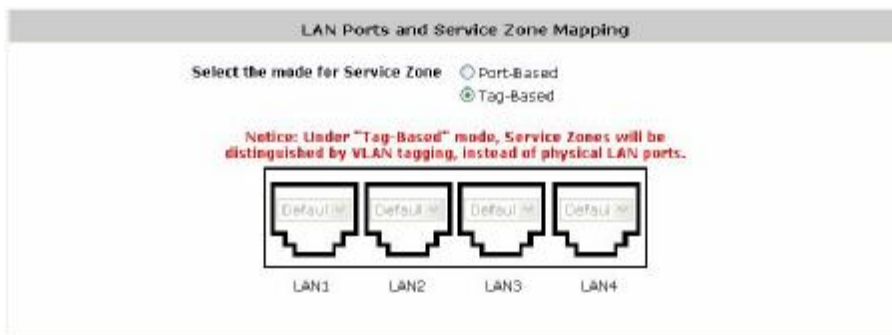 LAN Ports and Service Zone Mapping
Select the mode for Service Zone Port-Based
Tag-Based
Notice: Under "Tag-Based" mode, Service Zones will be
distinguished by VLAN tagging, instead of physical LAN ports.
Defaul Defaul Defaul Defaul
LAN1 LAN2 LAN3 LAN4